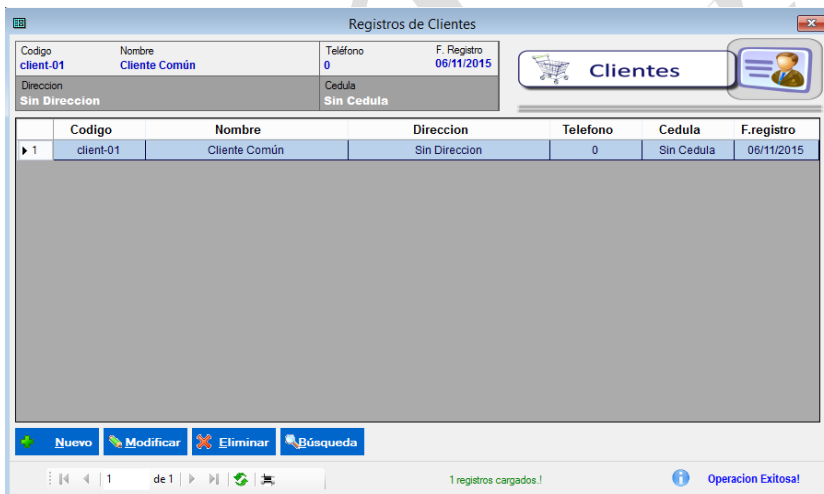 Registros de Clientes
Codigo Nombre Teléfono F. Registro
client-01 Cliente Común 0 06/11/2015
Direccion Cedula
Sin Direccion Sin Cedula
Clientes
Codigo Nombre Direccion Telefono Cedula F.registro
1 client-01 Cliente Común Sin Direccion 0 Sin Cedula 06/11/2015
Nuevo Modificar Eliminar Búsqueda
1 de 1 1 registros cargados.! Operacion Exitosa!